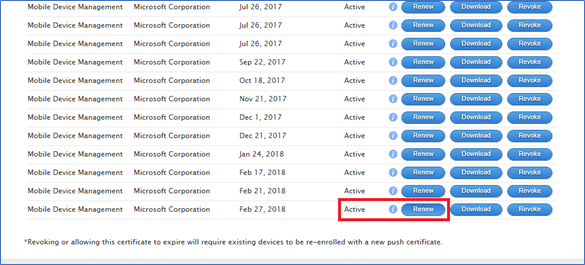 Mobile Device Management Microsoft Corporation Jul 26, 2017 Active i Renew Download Revoke
Mobile Device Management Microsoft Corporation Jul 26, 2017 Active i Renew Download Revoke
Mobile Device Management Microsoft Corporation Jul 26, 2017 Active i Renew Download Revoke
Mobile Device Management Microsoft Corporation Sep 22, 2017 Active i Renew Download Revoke
Mobile Device Management Microsoft Corporation Oct 18, 2017 Active i Renew Download Revoke
Mobile Device Management Microsoft Corporation Nov 21, 2017 Active i Renew Download Revoke
Mobile Device Management Microsoft Corporation Dec 1, 2017 Active i Renew Download Revoke
Mobile Device Management Microsoft Corporation Dec 21, 2017 Active i Renew Download Revoke
Mobile Device Management Microsoft Corporation Jan 24, 2018 Active i Renew Download Revoke
Mobile Device Management Microsoft Corporation Feb 17, 2018 Active i Renew Download Revoke
Mobile Device Management Microsoft Corporation Feb 21, 2018 Active i Renew Download Revoke
Mobile Device Management Microsoft Corporation Feb 27, 2018 Active i Renew Download Revoke
*Revoking or allowing this certificate to expire will require existing devices to be re-enrolled with a new push certificate.